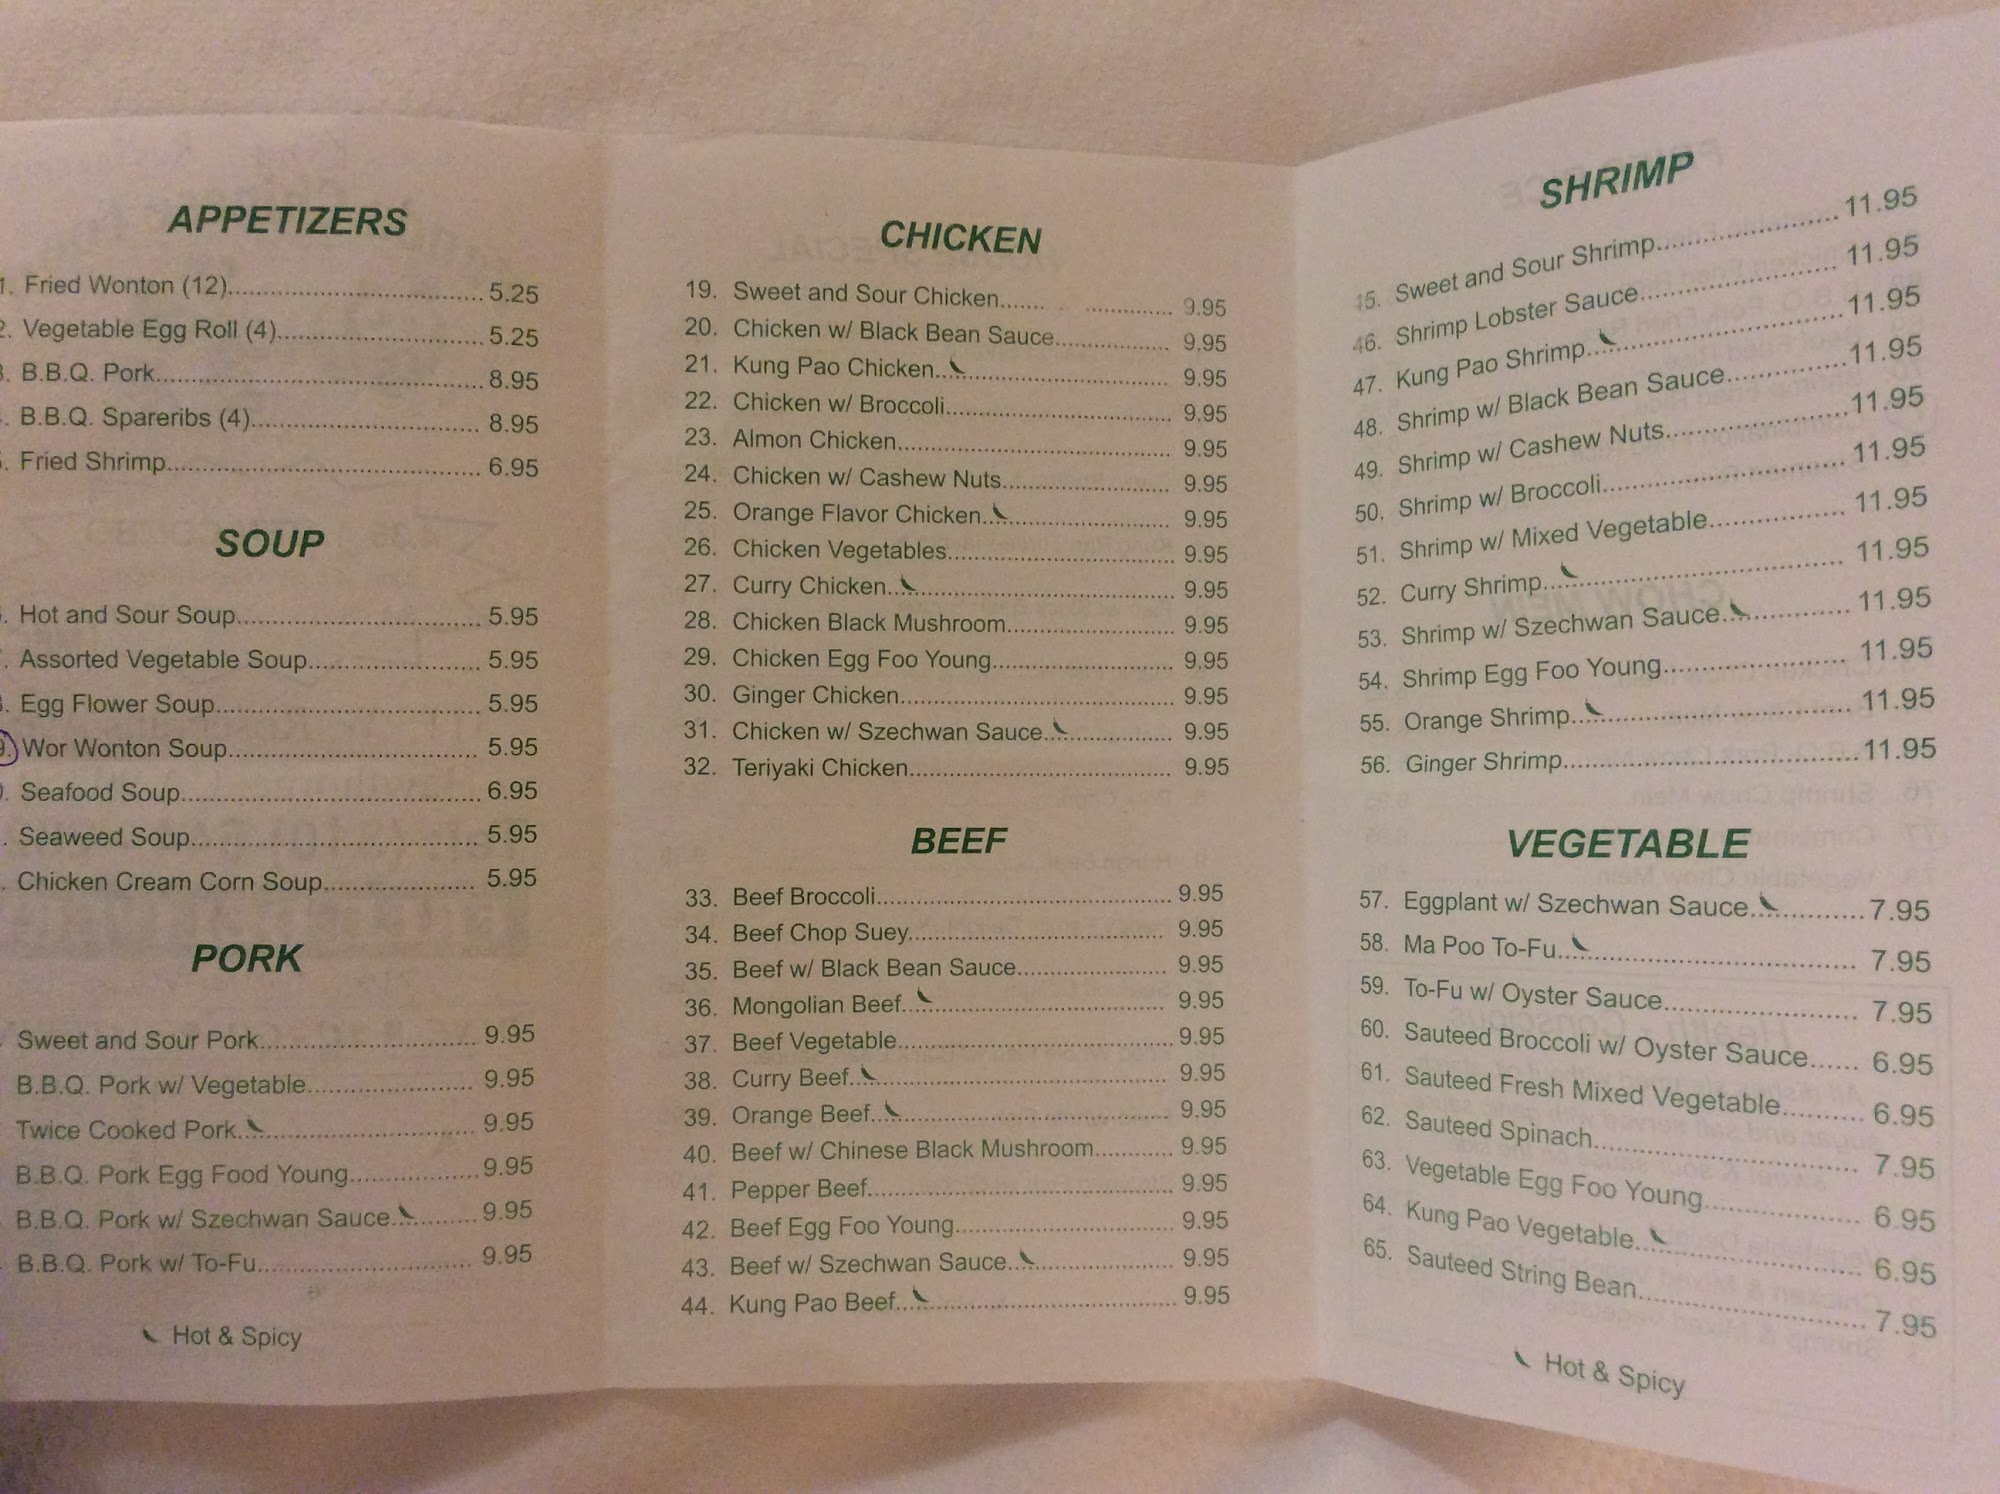 APPETIZERS
1. Fried Wonton (12)..............................5.25
2. Vegetable Egg Roll (4)..............................5.25
3. B.B.Q. Pork..............................8.95
. B.B.Q. Spareribs (4)..............................8.95
5. Fried Shrimp..............................6.95
SOUP
6. Hot and Sour Soup..............................5.95
. Assorted Vegetable Soup..............................5.95
8. Egg Flower Soup..............................5.95
9. Wor Wonton Soup..............................5.95
0. Seafood Soup..............................6.95
. Seaweed Soup..............................5.95
. Chicken Cream Corn Soup..............................5.95
PORK
Sweet and Sour Pork..............................9.95
B.B.Q. Pork w/ Vegetable..............................9.95
Twice Cooked Pork..............................9.95
B.B.Q. Pork Egg Food Young..............................9.95
B.B.Q. Pork w/ Szechwan Sauce..............................9.95
B.B.Q. Pork w/ To-Fu..............................9.95
Hot & Spicy
CHICKEN
19. Sweet and Sour Chicken..............................9.95
20. Chicken w/ Black Bean Sauce..............................9.95
21. Kung Pao Chicken..............................9.95
22. Chicken w/ Broccoli..............................9.95
23. Almon Chicken..............................9.95
24. Chicken w/ Cashew Nuts..............................9.95
25. Orange Flavor Chicken..............................9.95
26. Chicken Vegetables..............................9.95
27. Curry Chicken..............................9.95
28. Chicken Black Mushroom..............................9.95
29. Chicken Egg Foo Young..............................9.95
30. Ginger Chicken..............................9.95
31. Chicken w/ Szechwan Sauce..............................9.95
32. Teriyaki Chicken..............................9.95
BEEF
33. Beef Broccoli..............................9.95
34. Beef Chop Suey..............................9.95
35. Beef w/ Black Bean Sauce..............................9.95
36. Mongolian Beef..............................9.95
37. Beef Vegetable..............................9.95
38. Curry Beef..............................9.95
39. Orange Beef..............................9.95
40. Beef w/ Chinese Black Mushroom..............................9.95
41. Pepper Beef..............................9.95
42. Beef Egg Foo Young..............................9.95
43. Beef w/ Szechwan Sauce..............................9.95
44. Kung Pao Beef..............................9.95
SHRIMP
45. Sweet and Sour Shrimp..............................11.95
46. Shrimp Lobster Sauce..............................11.95
47. Kung Pao Shrimp..............................11.95
48. Shrimp w/ Black Bean Sauce..............................11.95
49. Shrimp w/ Cashew Nuts..............................11.95
50. Shrimp w/ Broccoli..............................11.95
51. Shrimp w/ Mixed Vegetable..............................11.95
52. Curry Shrimp..............................11.95
53. Shrimp w/ Szechwan Sauce..............................11.95
54. Shrimp Egg Foo Young..............................11.95
55. Orange Shrimp..............................11.95
56. Ginger Shrimp..............................11.95
VEGETABLE
57. Eggplant w/ Szechwan Sauce..............................7.95
58. Ma Poo To-Fu..............................7.95
59. To-Fu w/ Oyster Sauce..............................7.95
60. Sauteed Broccoli w/ Oyster Sauce..............................6.95
61. Sauteed Fresh Mixed Vegetable..............................6.95
62. Sauteed Spinach..............................7.95
63. Vegetable Egg Foo Young..............................6.95
64. Kung Pao Vegetable..............................6.95
65. Sauteed String Bean..............................7.95
Hot & Spicy